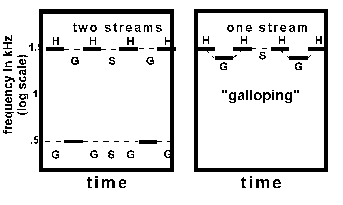 two streams
H H H H
G S G
G G S G
time
frequency in kHz
(log scale)
1.5
1
.5
one stream
H H H H
G S G
"galloping"
time